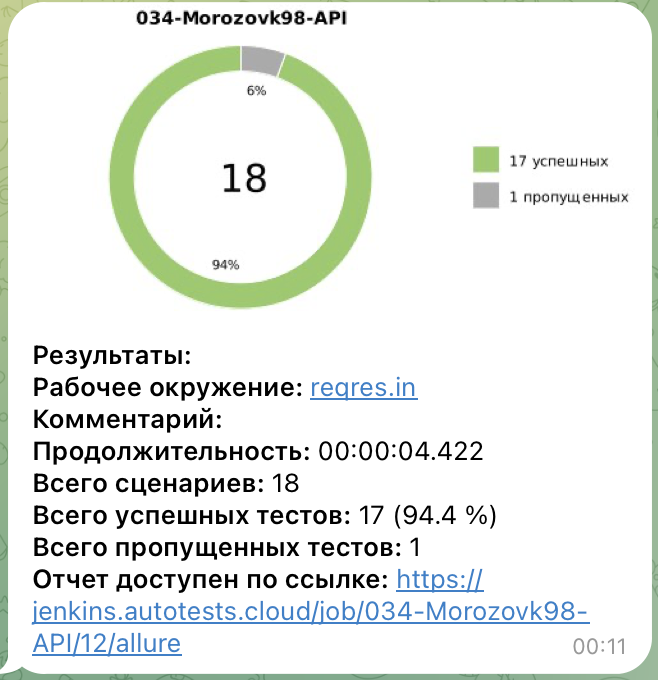 034-Morozovk98-API
6%
18
94%
17 успешных
1 пропущенных
Результаты:
Рабочее окружение: reqres.in
Комментарий:
Продолжительность: 00:00:04.422
Всего сценариев: 18
Всего успешных тестов: 17 (94.4 %)
Всего пропущенных тестов: 1
Отчет доступен по ссылке: https://
jenkins.autotests.cloud/job/034-Morozovk98-
API/12/allure
00:11